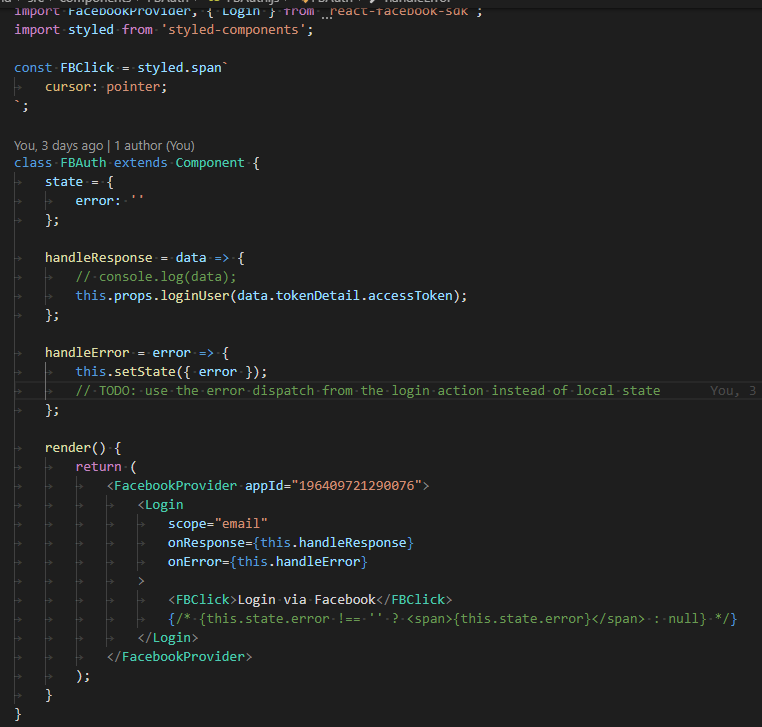 import FacebookProvider, { Login } from 'react-facebook-sdk';
import styled from 'styled-components';
const FBClick = styled.span`
cursor: pointer;
`;
You, 3 days ago | 1 author (You)
class FBAuth extends Component {
state = {
error: ''
};
handleResponse = data => {
// console.log(data);
this.props.loginUser(data.tokenDetail.accessToken);
};
handleError = error => {
this.setState({ error });
// TODO: use the error dispatch from the login action instead of local state You, 3
};
render() {
return (
<FacebookProvider appId="196409721290076">
<Login
scope="email"
onResponse={this.handleResponse}
onError={this.handleError}
>
<FBClick>Login via Facebook</FBClick>
{/* {this.state.error !== '' ? <span>{this.state.error}</span> : null} */}
</Login>
</FacebookProvider>
);
}
}